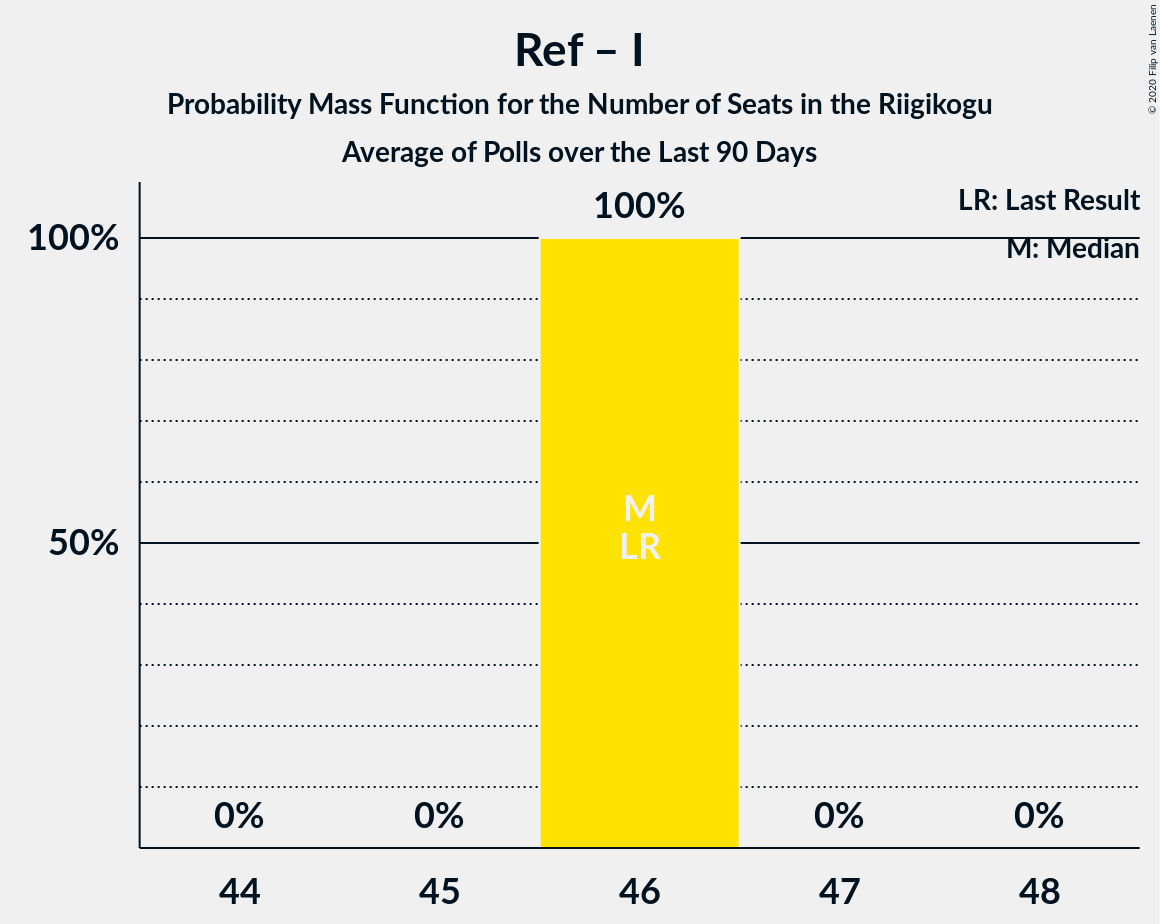 Ref – I
Probability Mass Function for the Number of Seats in the Riigikogu
Average of Polls over the Last 90 Days
© 2020 Filip van Laenen
LR: Last Result
M: Median
100%
100%
50%
M
LR
0%
0%
0%
0%
44
45
46
47
48